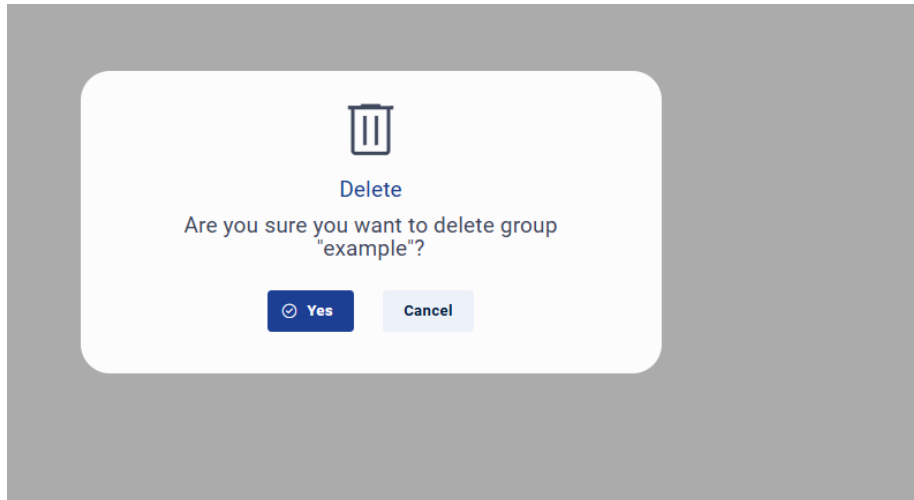 Delete
Are you sure you want to delete group
"example"?
Yes
Cancel